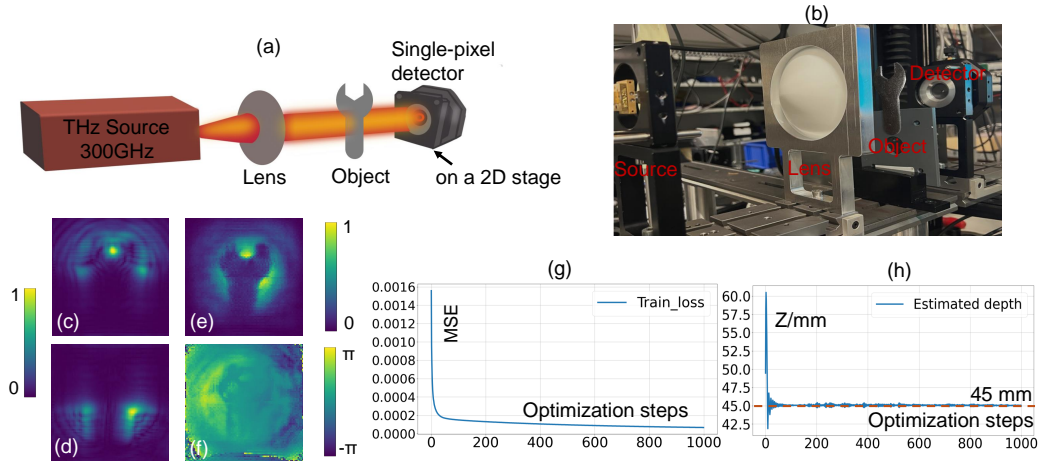 (a)
Single-pixel
detector
THz Source
300GHz
Lens
Object
on a 2D stage
(b)
Detector
Object
Source
Lens
1
0
(c)
(e)
1
0
(d)
(f)
π
-π
(g)
0.0016
0.0014
0.0012
0.0010
0.0008
0.0006
0.0004
0.0002
0.0000
MSE
Train_loss
Optimization steps
0 200 400 600 800 1000
(h)
60.0
57.5
55.0
52.5
50.0
47.5
45.0
42.5
Z/mm
Estimated depth
45 mm
Optimization steps
0 200 400 600 800 1000